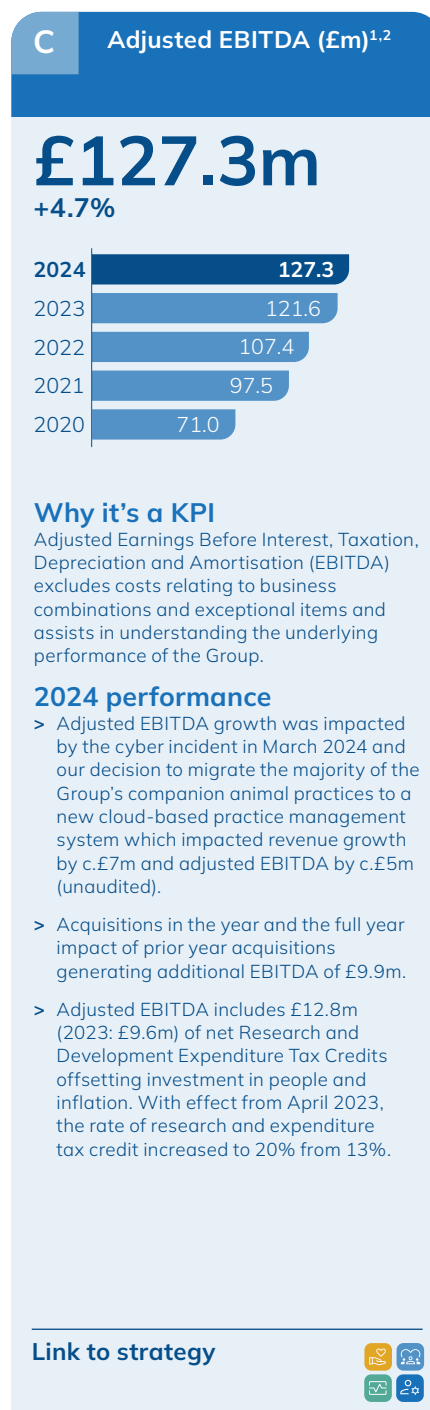 C
Adjusted EBITDA (£m)1,2
£127.3m
+4.7%
2024 127.3
2023 121.6
2022 107.4
2021 97.5
2020 71.0
Why it’s a KPI
Adjusted Earnings Before Interest, Taxation,
Depreciation and Amortisation (EBITDA)
excludes costs relating to business
combinations and exceptional items and
assists in understanding the underlying
performance of the Group.
2024 performance
> Adjusted EBITDA growth was impacted
by the cyber incident in March 2024 and
our decision to migrate the majority of the
Group’s companion animal practices to a
new cloud-based practice management
system which impacted revenue growth
by c.£7m and adjusted EBITDA by c.£5m
(unaudited).
> Acquisitions in the year and the full year
impact of prior year acquisitions
generating additional EBITDA of £9.9m.
> Adjusted EBITDA includes £12.8m
(2023: £9.6m) of net Research and
Development Expenditure Tax Credits
offsetting investment in people and
inflation. With effect from April 2023,
the rate of research and expenditure
tax credit increased to 20% from 13%.
Link to strategy